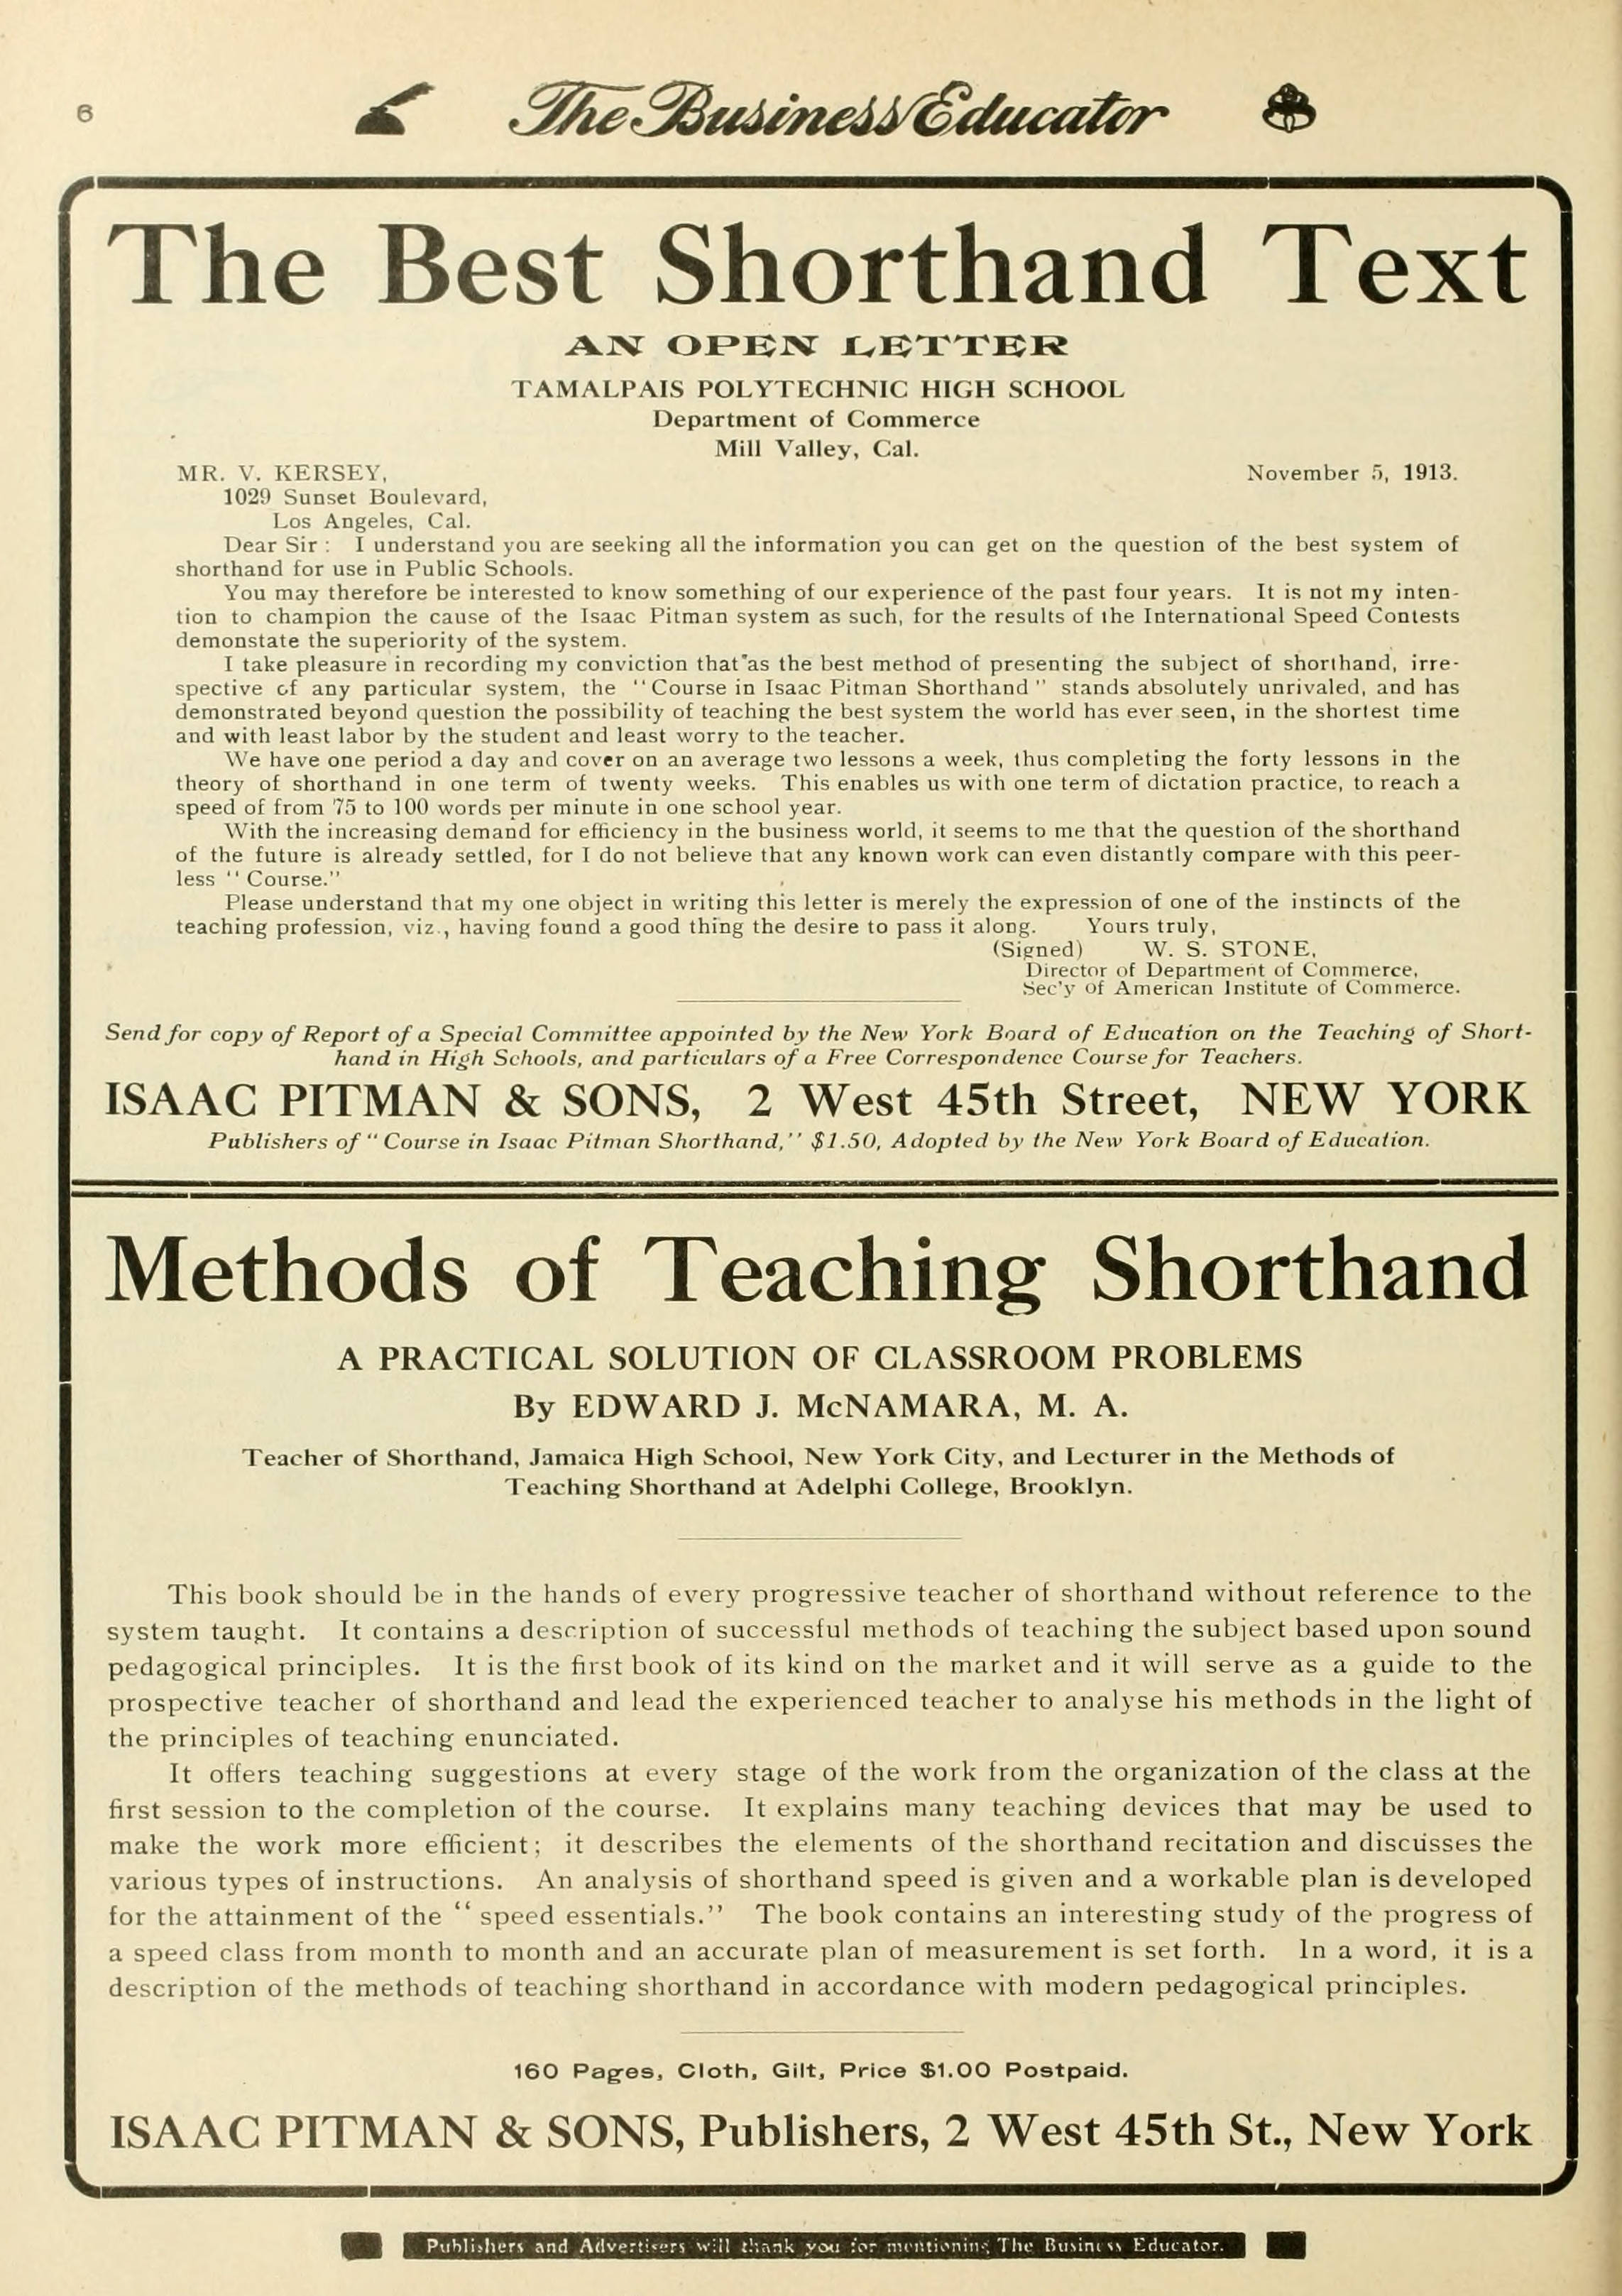 6
The Business Educator
The Best Shorthand Text
AN OPEN LETTER
TAMALPAIS POLYTECHNIC HIGH SCHOOL
Department of Commerce
Mill Valley, Cal.
MR. V. KERSEY, November 5, 1913.
1029 Sunset Boulevard,
Los Angeles, Cal.
Dear Sir: I understand you are seeking all the information you can get on the question of the best system of
shorthand for use in Public Schools.
You may therefore be interested to know something of our experience of the past four years. It is not my inten-
tion to champion the cause of the Isaac Pitman system as such, for the results of the International Speed Contests
demonstate the superiority of the system.
I take pleasure in recording my conviction that as the best method of presenting the subject of shorthand, irre-
spective of any particular system, the "Course in Isaac Pitman Shorthand" stands absolutely unrivaled, and has
demonstrated beyond question the possibility of teaching the best system the world has ever seen, in the shortest time
and with least labor by the student and least worry to the teacher.
We have one period a day and cover on an average two lessons a week, thus completing the forty lessons in the
theory of shorthand in one term of twenty weeks. This enables us with one term of dictation practice, to reach a
speed of from 75 to 100 words per minute in one school year.
With the increasing demand for efficiency in the business world, it seems to me that the question of the shorthand
of the future is already settled, for I do not believe that any known work can even distantly compare with this peer-
less "Course."
Please understand that my one object in writing this letter is merely the expression of one of the instincts of the
teaching profession, viz., having found a good thing the desire to pass it along. Yours truly,
(Signed) W. S. STONE,
Director of Department of Commerce,
Sec'y of American Institute of Commerce.
Send for copy of Report of a Special Committee appointed by the New York Board of Education on the Teaching of Short-
hand in High Schools, and particulars of a Free Correspondence Course for Teachers.
ISAAC PITMAN & SONS, 2 West 45th Street, NEW YORK
Publishers of "Course in Isaac Pitman Shorthand," $1.50, Adopted by the New York Board of Education.
Methods of Teaching Shorthand
A PRACTICAL SOLUTION OF CLASSROOM PROBLEMS
By EDWARD J. McNAMARA, M. A.
Teacher of Shorthand, Jamaica High School, New York City, and Lecturer in the Methods of
Teaching Shorthand at Adelphi College, Brooklyn.
This book should be in the hands of every progressive teacher of shorthand without reference to the
system taught. It contains a description of successful methods of teaching the subject based upon sound
pedagogical principles. It is the first book of its kind on the market and it will serve as a guide to the
prospective teacher of shorthand and lead the experienced teacher to analyse his methods in the light of
the principles of teaching enunciated.
It offers teaching suggestions at every stage of the work from the organization of the class at the
first session to the completion of the course. It explains many teaching devices that may be used to
make the work more efficient; it describes the elements of the shorthand recitation and discusses the
various types of instructions. An analysis of shorthand speed is given and a workable plan is developed
for the attainment of the "speed essentials." The book contains an interesting study of the progress of
a speed class from month to month and an accurate plan of measurement is set forth. In a word, it is a
description of the methods of teaching shorthand in accordance with modern pedagogical principles.
160 Pages, Cloth, Gilt, Price $1.00 Postpaid.
ISAAC PITMAN & SONS, Publishers, 2 West 45th St., New York
Publishers and Advertisers will thank you for mentioning The Business Educator.